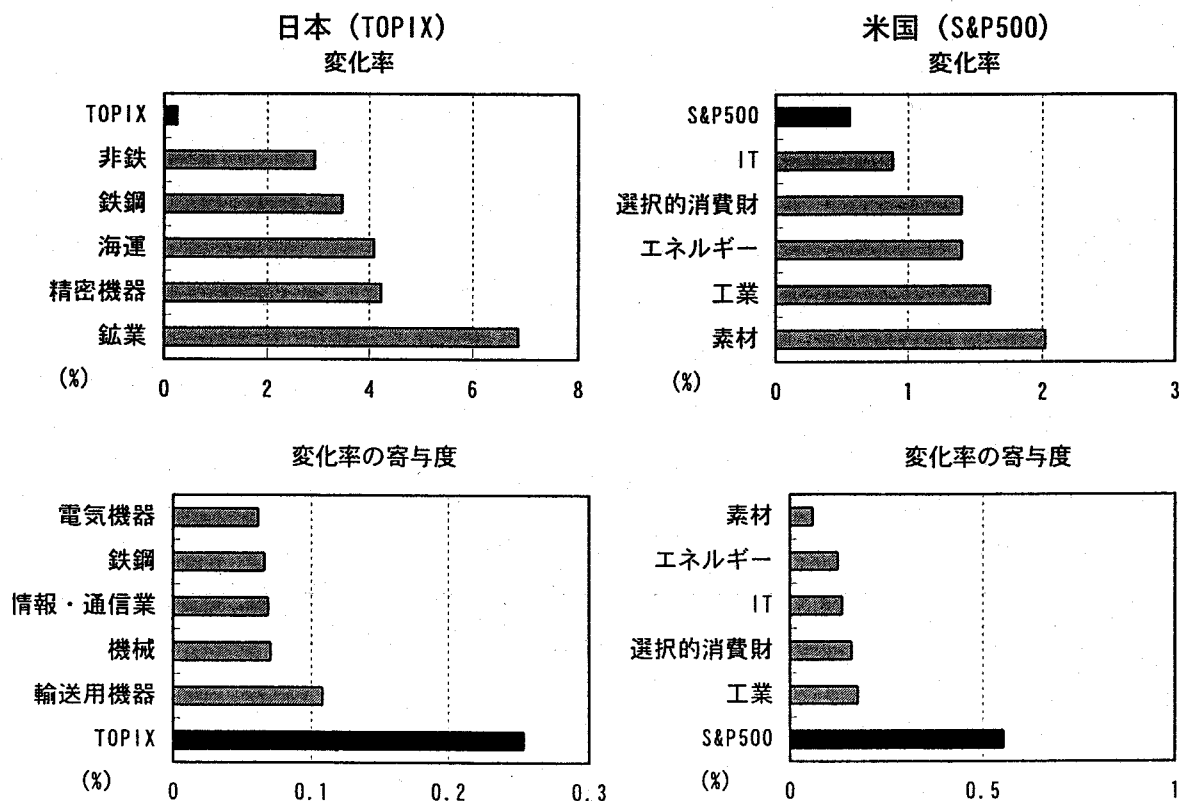 日本（TOPIX）
変化率
TOPIX
非鉄
鉄鋼
海運
精密機器
鉱業
(%)
0 2 4 6 8
米国（S&P500）
変化率
S&P500
IT
選択的消費財
エネルギー
工業
素材
(%)
0 1 2 3
変化率の寄与度
電気機器
鉄鋼
情報・通信業
機械
輸送用機器
TOPIX
(%)
0 0.1 0.2 0.3
変化率の寄与度
素材
エネルギー
IT
選択的消費財
工業
S&P500
(%)
0 0.5 1